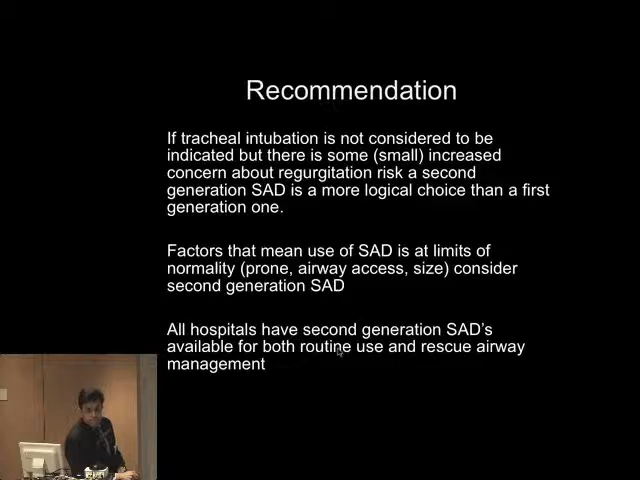 Recommendation
If tracheal intubation is not considered to be
indicated but there is some (small) increased
concern about regurgitation risk a second
generation SAD is a more logical choice than a first
generation one.
Factors that mean use of SAD is at limits of
normality (prone, airway access, size) consider
second generation SAD
All hospitals have second generation SAD's
available for both routine use and rescue airway
management